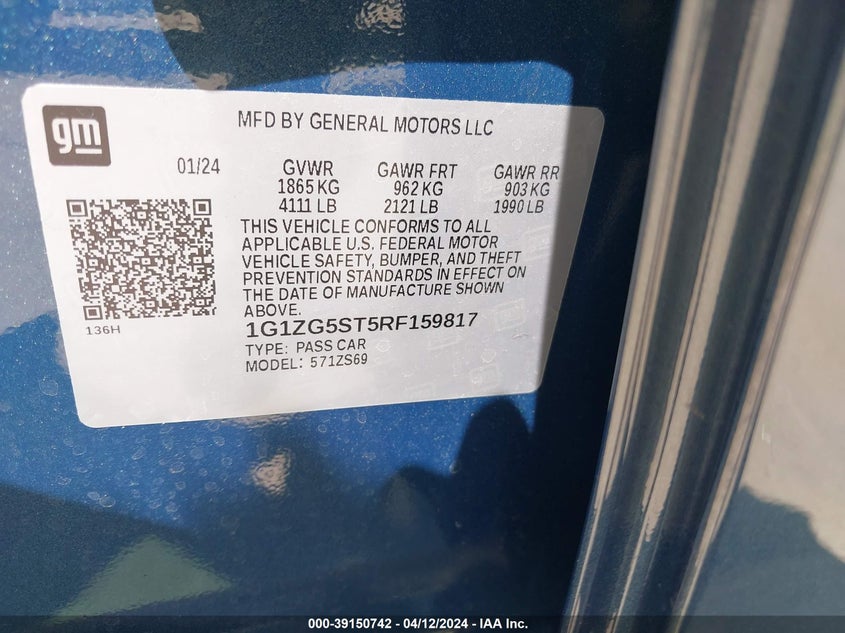 gm
MFD BY GENERAL MOTORS LLC
01/24 GVWR GAWR FRT GAWR RR
1865 KG 962 KG 903 KG
4111 LB 2121 LB 1990 LB
THIS VEHICLE CONFORMS TO ALL
APPLICABLE U.S. FEDERAL MOTOR
VEHICLE SAFETY, BUMPER, AND THEFT
PREVENTION STANDARDS IN EFFECT ON
THE DATE OF MANUFACTURE SHOWN
ABOVE.
136H
1G1ZG5ST5RF159817
TYPE: PASS CAR
MODEL: 571ZS69
000-39150742 - 04/12/2024 - IAA Inc.